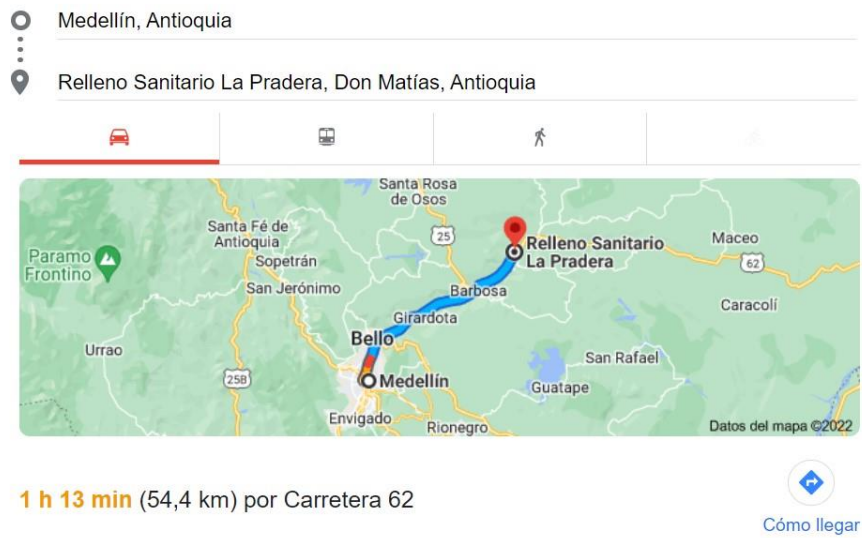 Medellín, Antioquia
Relleno Sanitario La Pradera, Don Matías, Antioquia
Santa Rosa
de Osos
Santa Fé de
Antioquia
25
Relleno Sanitario
La Pradera
Maceo
Paramo
Frontino
Sopetrán
62
San Jerónimo
Barbosa
Caracolí
Girardota
Bello
Urrao
San Rafael
25B
Medellín
Guatape
Envigado
Rionegro
Datos del mapa ©2022
1 h 13 min (54,4 km) por Carretera 62
Cómo llegar